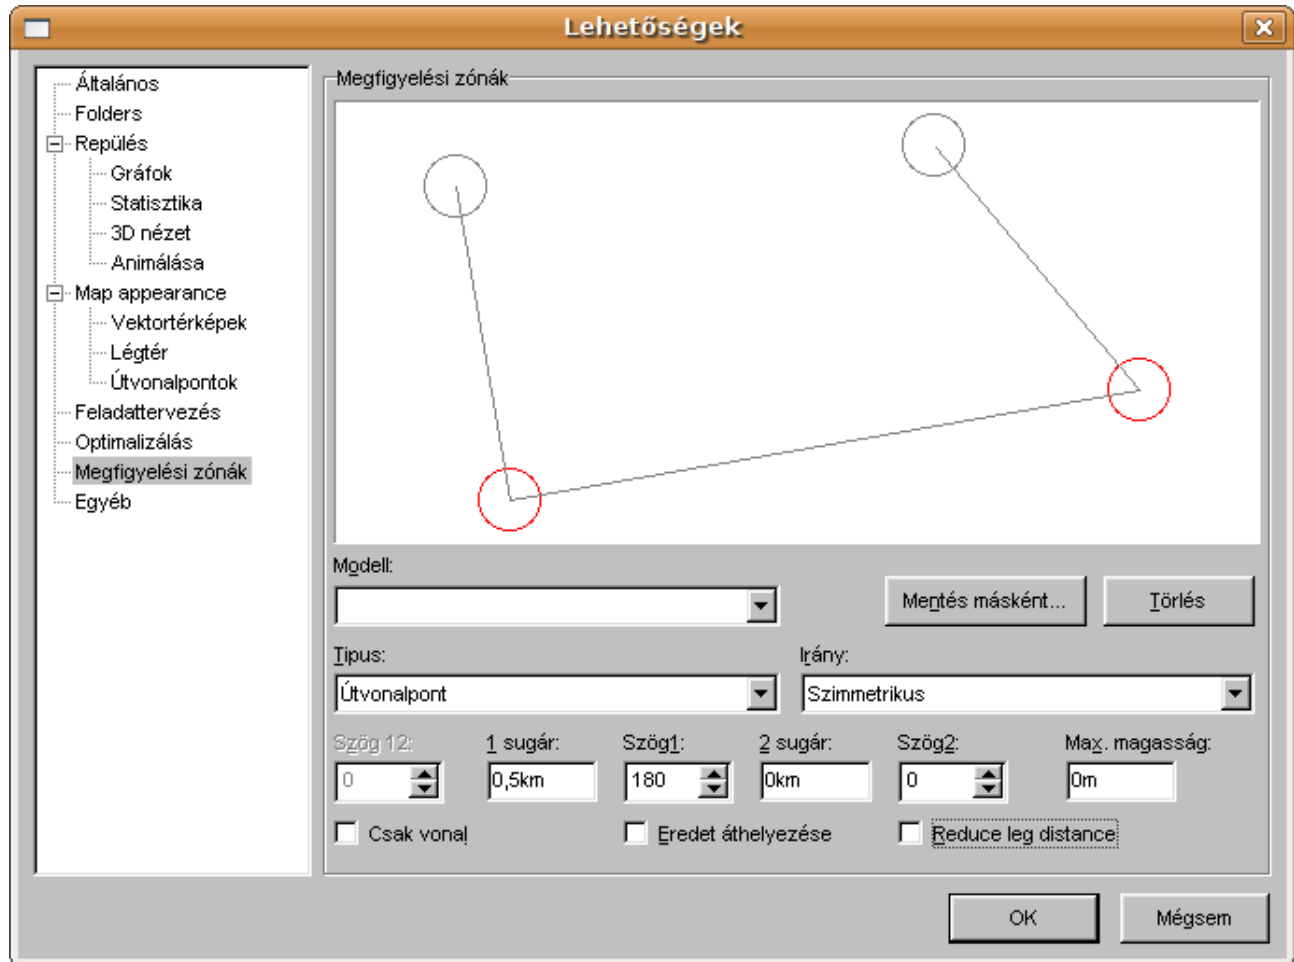 Lehetőségek
Általános
Folders
Repülés
Gráfok
Statisztika
3D nézet
Animálása
Map appearance
Vektortérképek
Légtér
Útvonalpontok
Feladattervezés
Optimalizálás
Megfigyelési zónák
Egyéb
Megfigyelési zónák
Modell:
Mentés másként... Törlés
Tipus: Irány:
Útvonalpont Szimmetrikus
Szög 12: 1 sugár: Szög1: 2 sugár: Szög2: Max. magasság:
0 0,5km 180 0km 0 0m
Csak vonal Eredet áthelyezése Reduce leg distance
OK Mégsem